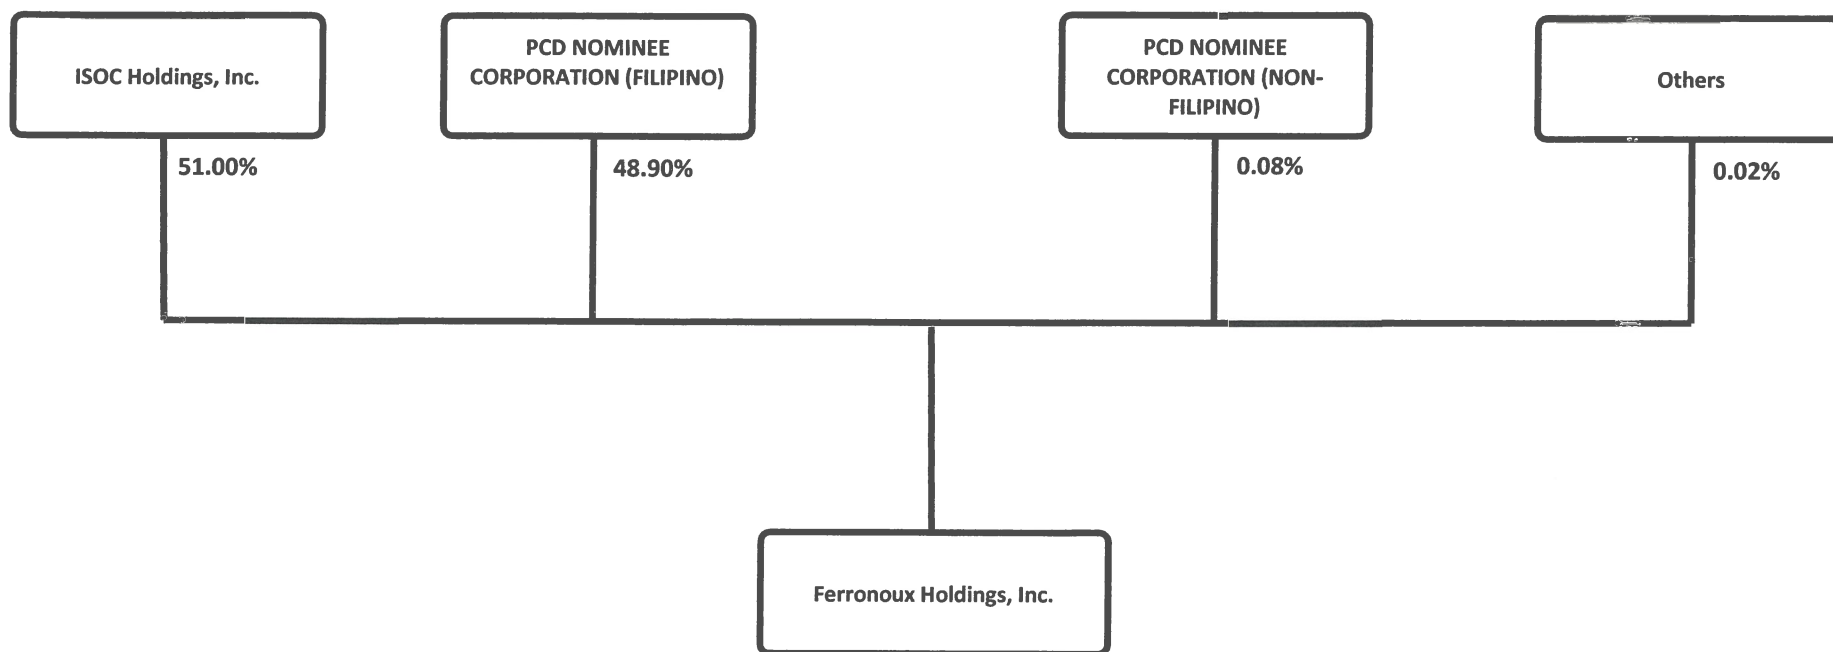 ISOC Holdings, Inc.
PCD NOMINEE
CORPORATION (FILIPINO)
PCD NOMINEE
CORPORATION (NON-
FILIPINO)
Others
51.00%
48.90%
0.08%
0.02%
Ferronoux Holdings, Inc.